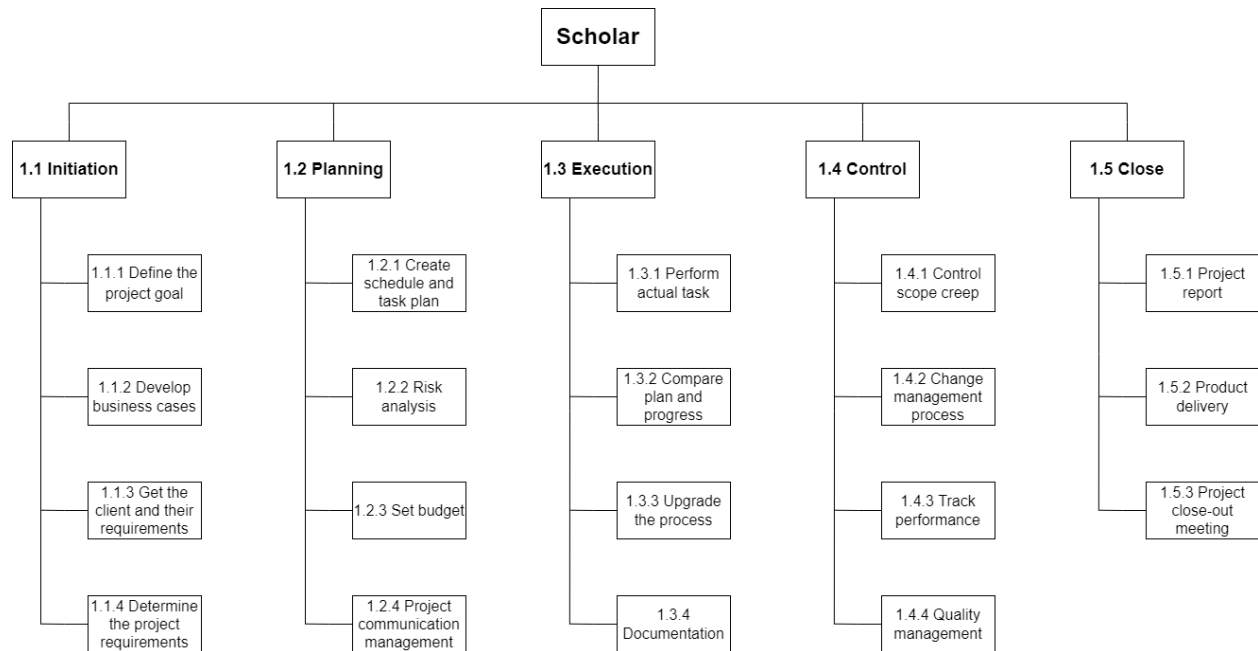 Scholar
1.1 Initiation
1.2 Planning
1.3 Execution
1.4 Control
1.5 Close
1.1.1 Define the
project goal
1.2.1 Create
schedule and
task plan
1.3.1 Perform
actual task
1.4.1 Control
scope creep
1.5.1 Project
report
1.1.2 Develop
business cases
1.2.2 Risk
analysis
1.3.2 Compare
plan and
progress
1.4.2 Change
management
process
1.5.2 Product
delivery
1.1.3 Get the
client and their
requirements
1.2.3 Set budget
1.3.3 Upgrade
the process
1.4.3 Track
performance
1.5.3 Project
close-out
meeting
1.1.4 Determine
the project
requirements
1.2.4 Project
communication
management
1.3.4
Documentation
1.4.4 Quality
management